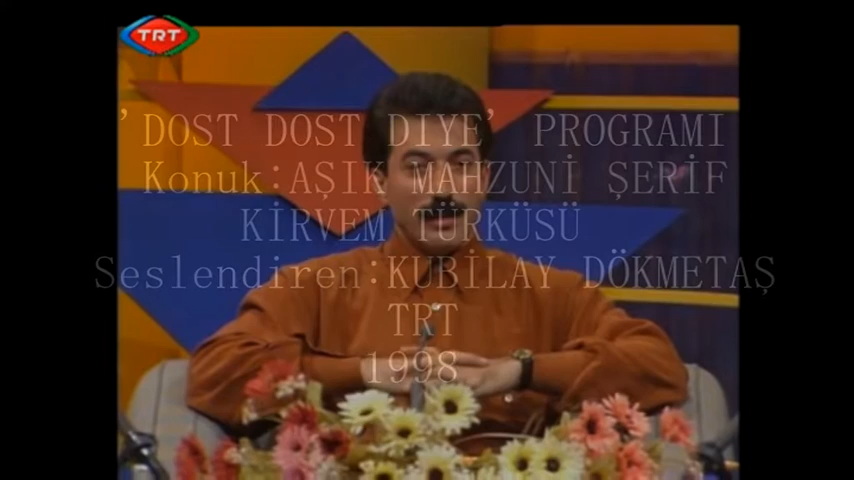 TRT
'DOST DOST DIYE' PROGRAMI
Konuk:AŞIK MAHZUNİ ŞERİF
KİRVEM TÜRKÜSÜ
Seslendiren:KUBİLAY DÖKMETAŞ
TRT
1998